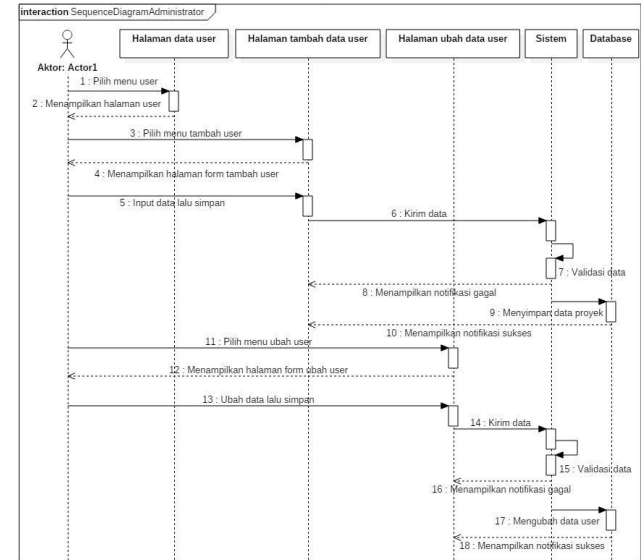 interaction SequenceDiagramAdministrator
Halaman data user
Halaman tambah data user
Halaman ubah data user
Sistem
Database
Aktor: Actor1
1 : Pilih menu user
2 : Menampilkan halaman user
3 : Pilih menu tambah user
4 : Menampilkan halaman form tambah user
5 : Input data lalu simpan
6 : Kirim data
7 : Validasi data
8 : Menampilkan notifikasi gagal
9 : Menyimpan data proyek
10 : Menampilkan notifikasi sukses
11 : Pilih menu ubah user
12 : Menampilkan halaman form ubah user
13 : Ubah data lalu simpan
14 : Kirim data
15 : Validasi data
16 : Menampilkan notifikasi gagal
17 : Mengubah data user
18 : Menampilkan notifikasi sukses